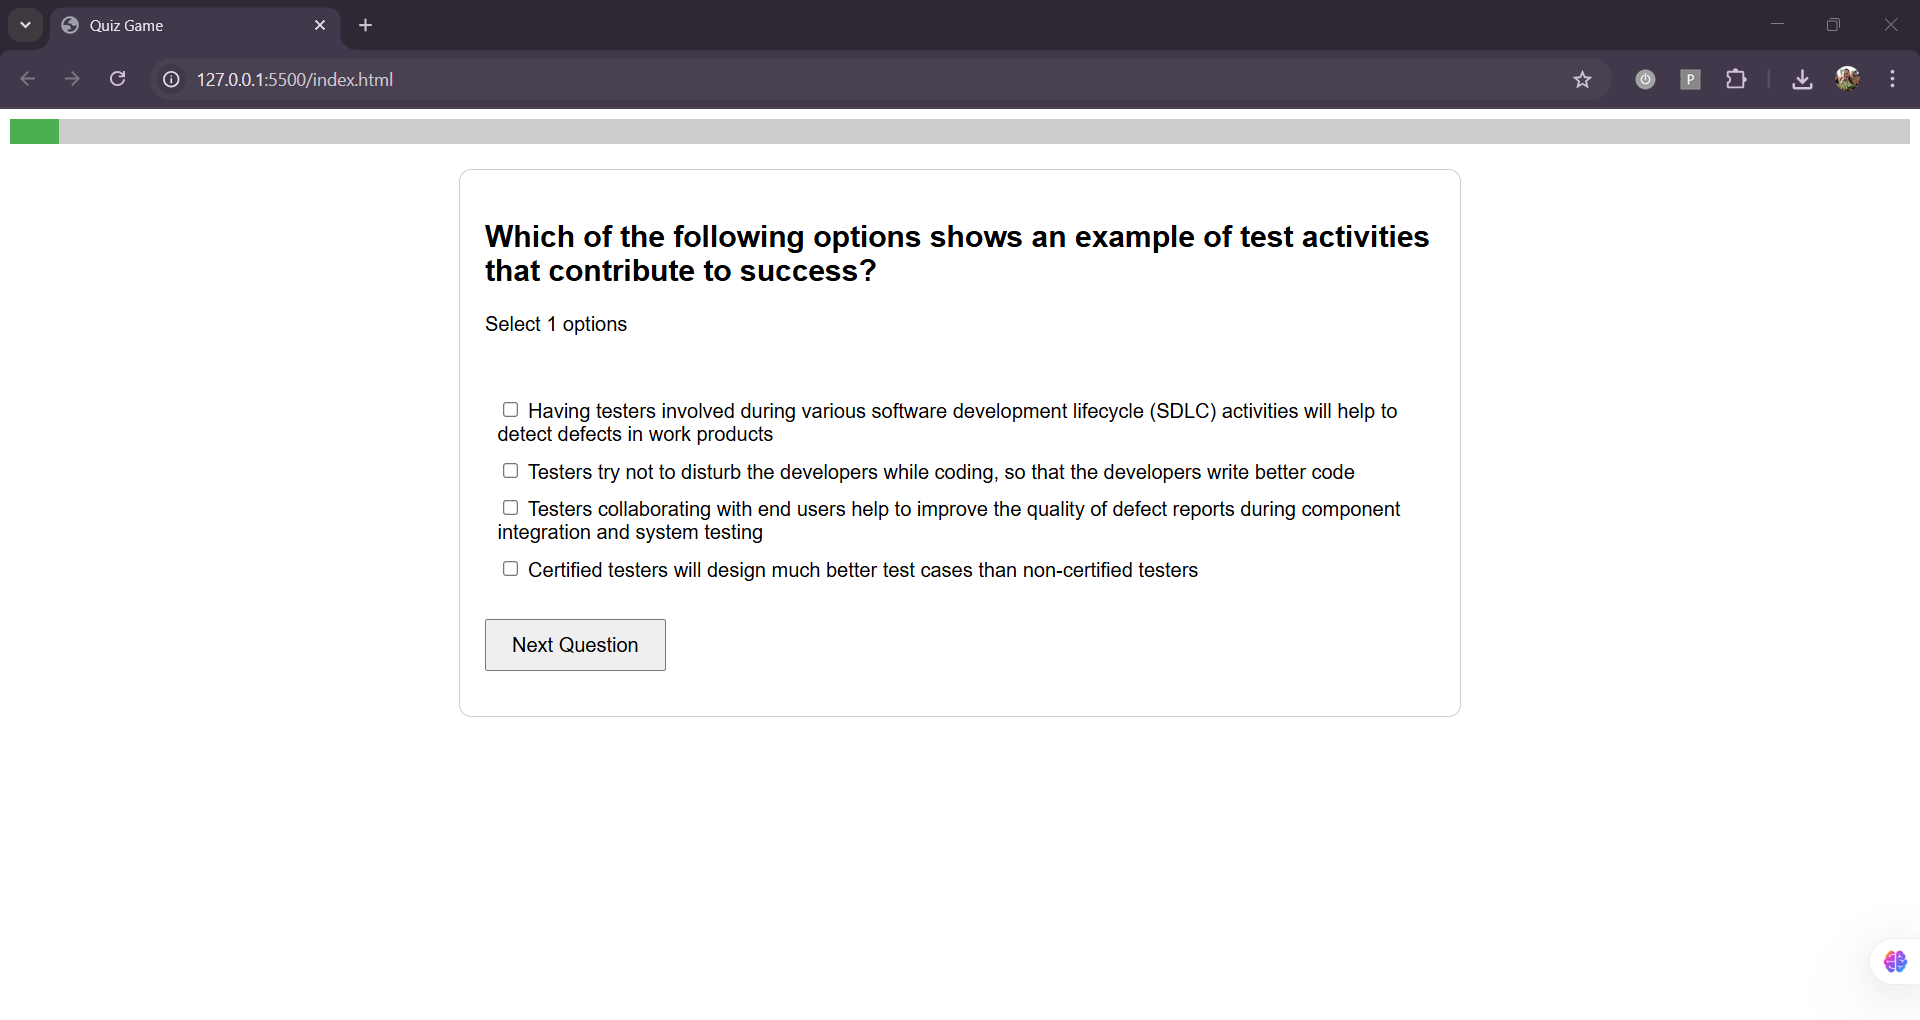 Quiz Game
127.0.0.1:5500/index.html
P
Which of the following options shows an example of test activities
that contribute to success?
Select 1 options
Having testers involved during various software development lifecycle (SDLC) activities will help to
detect defects in work products
Testers try not to disturb the developers while coding, so that the developers write better code
Testers collaborating with end users help to improve the quality of defect reports during component
integration and system testing
Certified testers will design much better test cases than non-certified testers
Next Question